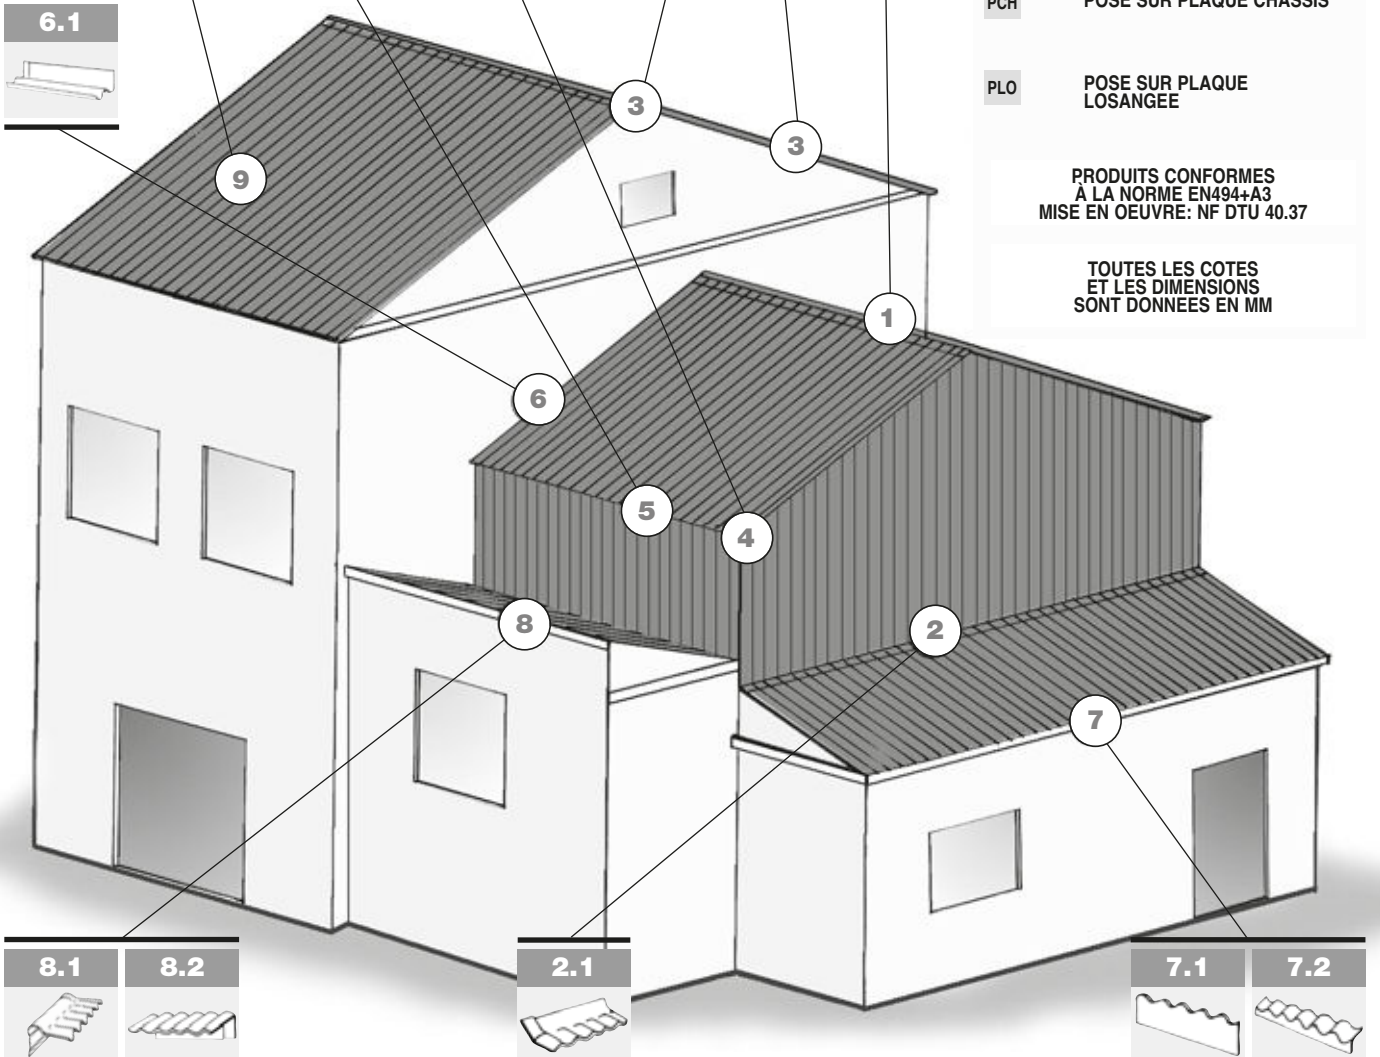 6.1
PCH POSE SUR PLAQUE CHASSIS
PLO POSE SUR PLAQUE
LOSANGEE
PRODUITS CONFORMES
À LA NORME EN494+A3
MISE EN OEUVRE: NF DTU 40.37
TOUTES LES COTES
ET LES DIMENSIONS
SONT DONNEES EN MM
3
3
9
1
6
5
4
8
2
7
8.1 8.2
2.1
7.1 7.2